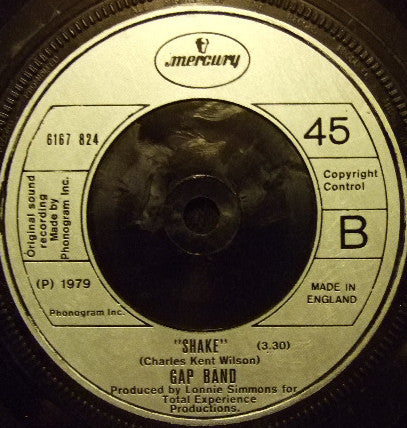 mercury
6167 824
45
Original sound
recording
Made by
Phonogram Inc.
Copyright
Control
B
(P) 1979
MADE IN
ENGLAND
Phonogram Inc.
"SHAKE" (3.30)
(Charles Kent Wilson)
GAP BAND
Produced by Lonnie Simmons for
Total Experience
Productions.